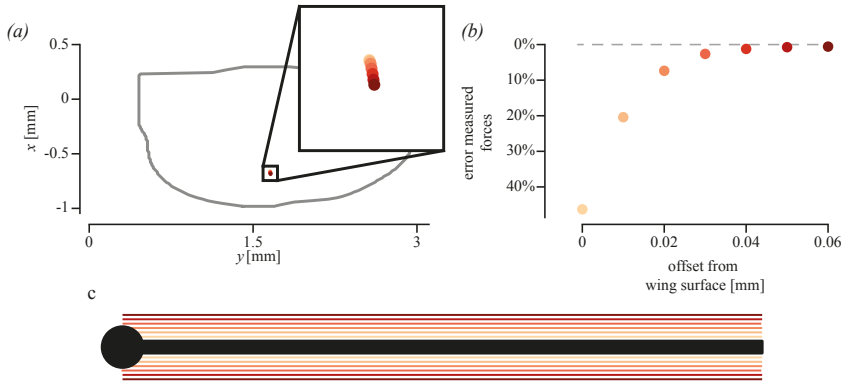 (a)
0.5
0
-0.5
-1
x [mm]
0
1.5
3
y [mm]
(b)
0%
10%
20%
30%
40%
error measured
forces
0
0.02
0.04
0.06
offset from
wing surface [mm]
c